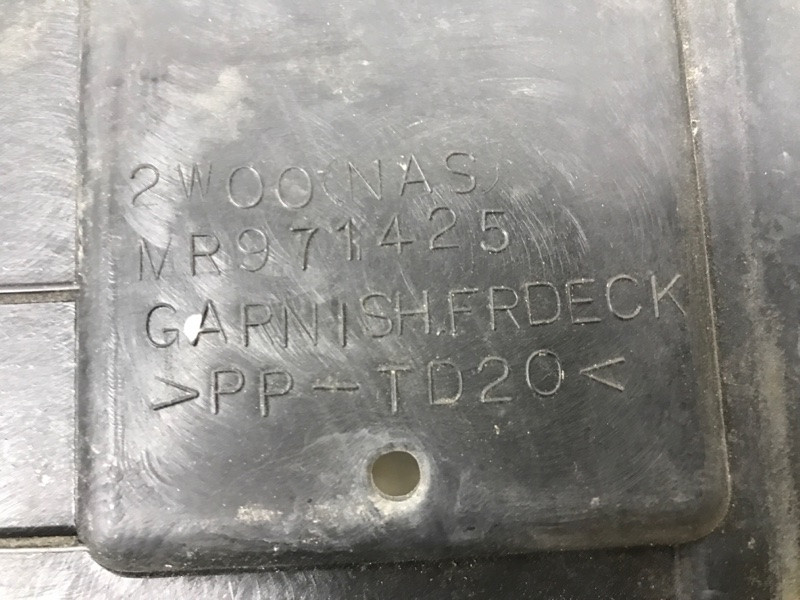 2W00(NAS)
MR971425
GARNISH,FRDECK
>PP-TD20<